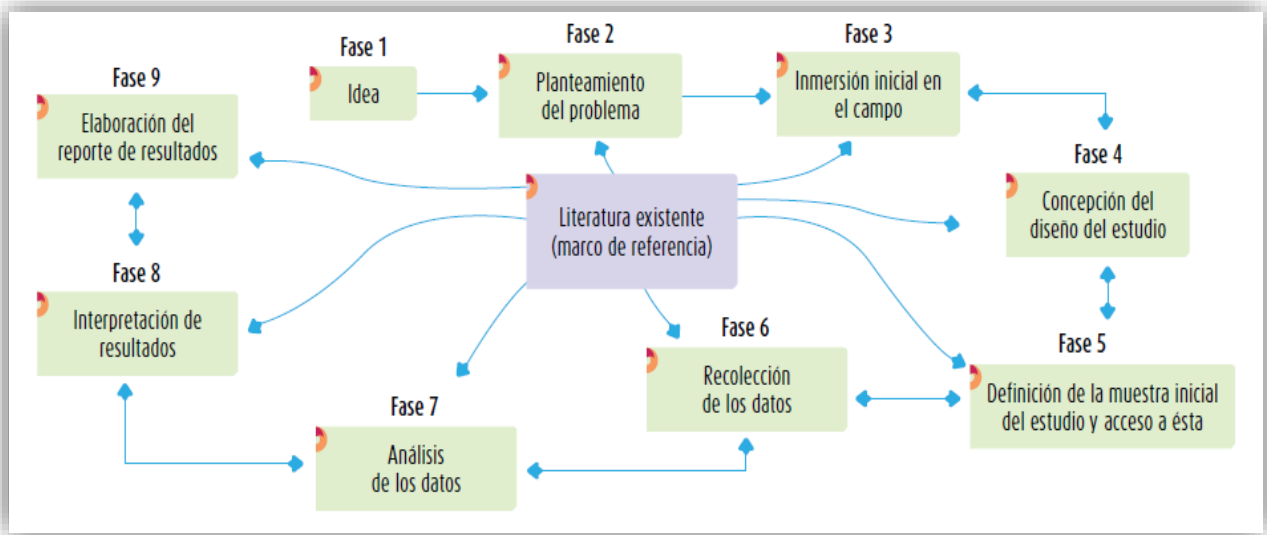 Fase 1
Idea
Fase 2
Planteamiento
del problema
Fase 3
Inmersión inicial en
el campo
Fase 4
Concepción del
diseño del estudio
Fase 5
Definición de la muestra inicial
del estudio y acceso a ésta
Fase 6
Recolección
de los datos
Fase 7
Análisis
de los datos
Fase 8
Interpretación de
resultados
Fase 9
Elaboración del
reporte de resultados
Literatura existente
(marco de referencia)